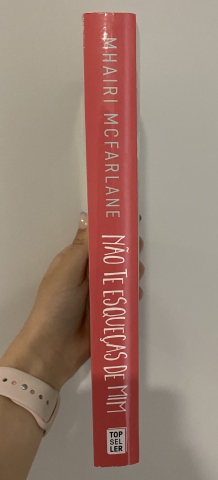 MHAIRI MCFARLANE
NÃO TE ESQUEÇAS DE MIM
TOP
SEL
LER